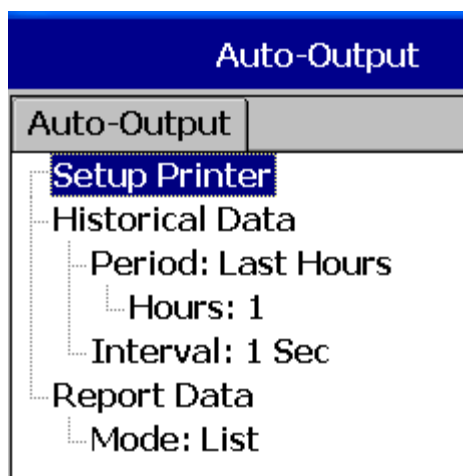 Auto-Output
Auto-Output
Setup Printer
Historical Data
Period: Last Hours
Hours: 1
Interval: 1 Sec
Report Data
Mode: List